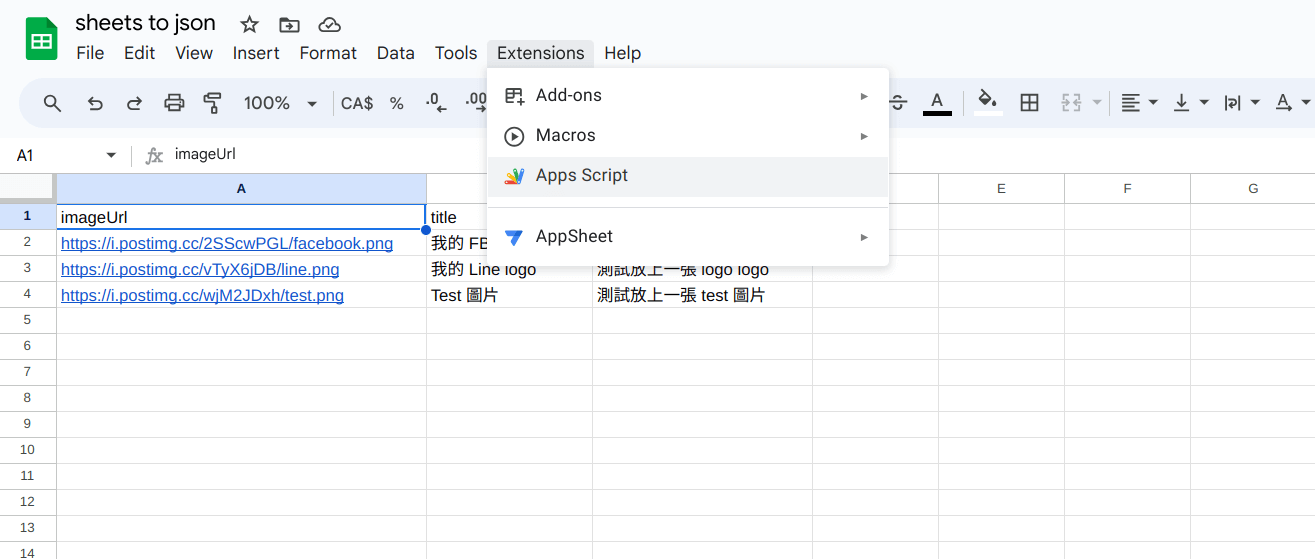 sheets to json
File Edit View Insert Format Data Tools Extensions Help
100% CA$ % .0 .00 A A
Add-ons
Macros
Apps Script
AppSheet
A1 fx imageUrl
A E F G
1 imageUrl title
2 https://i.postimg.cc/2SScwPGL/facebook.png 我的 FB
3 https://i.postimg.cc/vTyX6jDB/line.png 我的 Line logo 測試放上一張 logo logo
4 https://i.postimg.cc/wjM2JDxh/test.png Test 圖片 測試放上一張 test 圖片
5
6
7
8
9
10
11
12
13
14